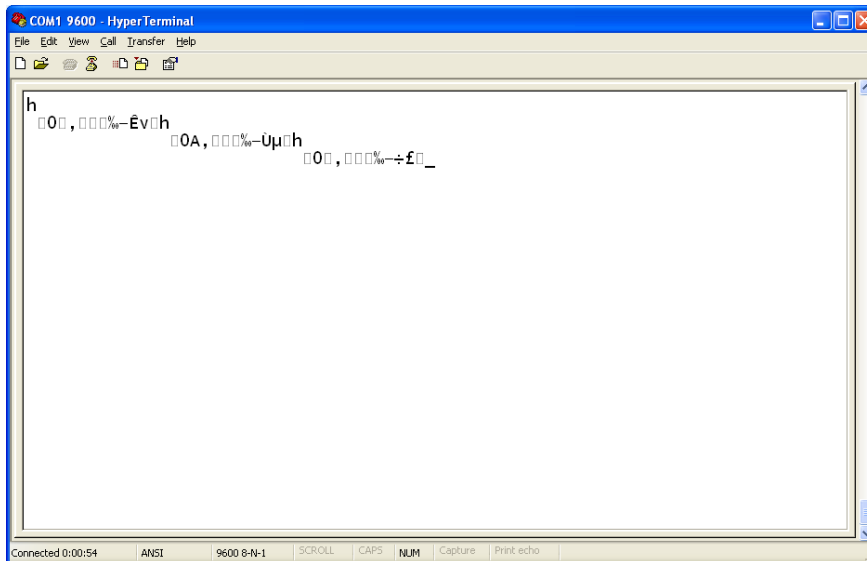 COM1 9600 - HyperTerminal
File Edit View Call Transfer Help
h
□0□,□□□‰–Êv□h
□0A,□□□‰–Ùµ□h
□0□,□□□‰–÷£□_
Connected 0:00:54 ANSI 9600 8-N-1 SCROLL CAPS NUM Capture Print echo